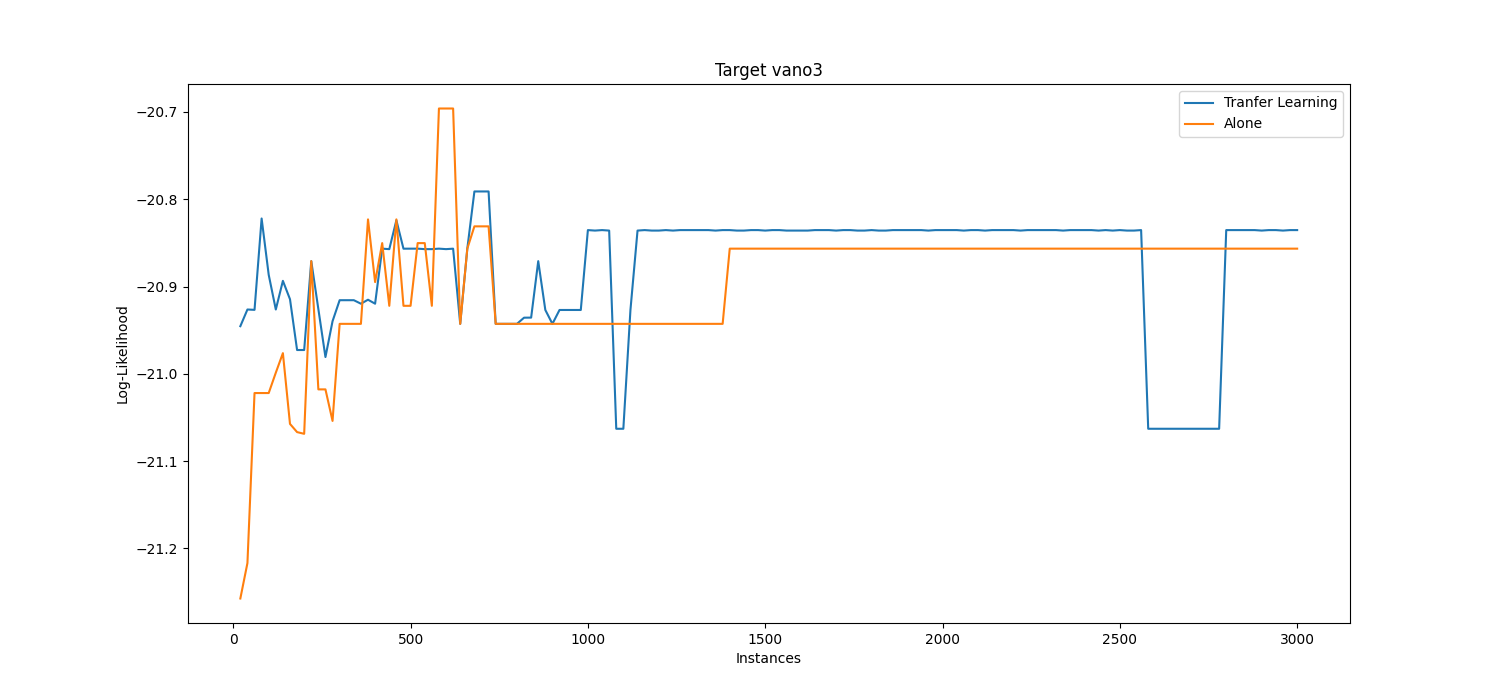 Target vano3
Tranfer Learning
Alone
Log-Likelihood
−20.7
−20.8
−20.9
−21.0
−21.1
−21.2
0 500 1000 1500 2000 2500 3000
Instances